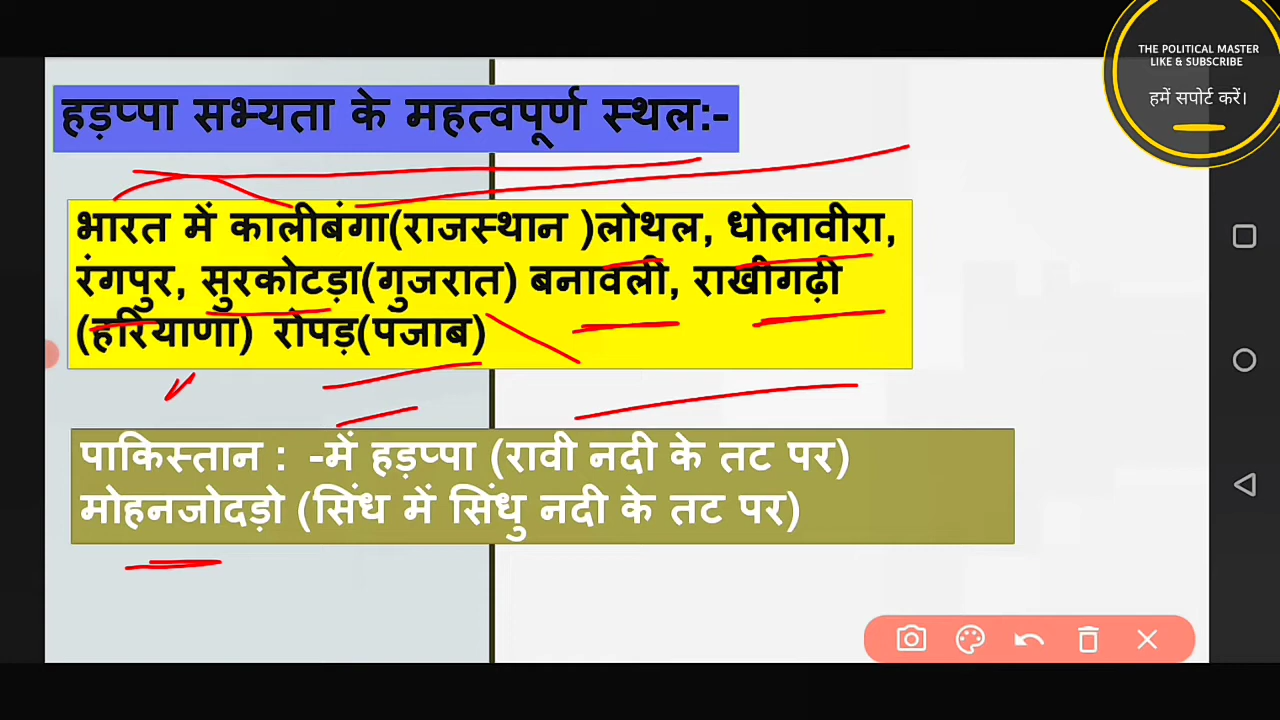 THE POLITICAL MASTER
LIKE & SUBSCRIBE
हमें सपोर्ट करें।
हड़प्पा सभ्यता के महत्वपूर्ण स्थल:-
भारत में कालीबंगा(राजस्थान )लोथल, धोलावीरा,
रंगपुर, सुरकोटड़ा(गुजरात) बनावली, राखीगढ़ी
(हरियाणा) रोपड़(पजाब)
पाकिस्तान : -में हड़प्पा (रावी नदी के तट पर)
मोहनजोदड़ो (सिंध में सिंधु नदी के तट पर)